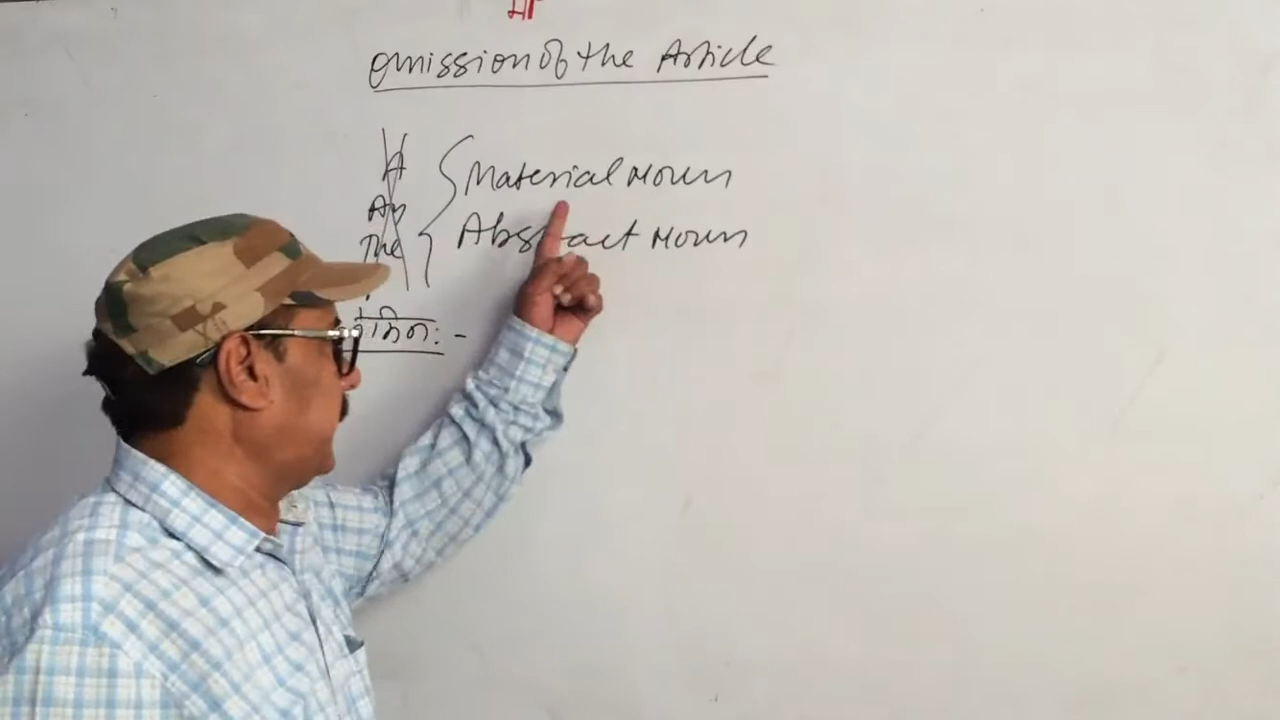 omission of the Article
A
Material Noun
An
The
Abstract Noun